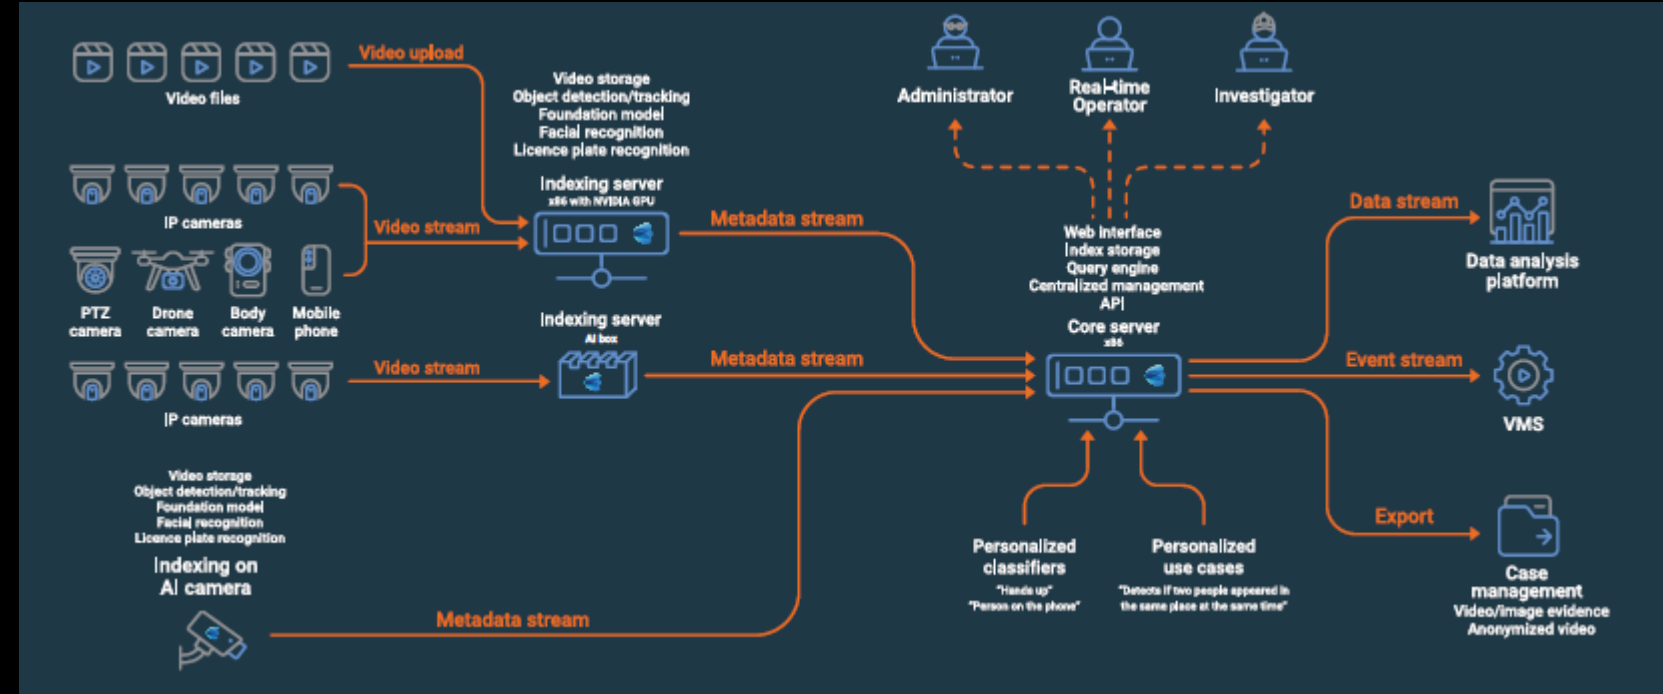 Video upload
Video files
Video storage
Object detection/tracking
Foundation model
Facial recognition
Licence plate recognition
Indexing server
x86 with NVIDIA GPU
IP cameras
Video stream
PTZ
camera
Drone
camera
Body
camera
Mobile
phone
Metadata stream
Indexing server
AI box
Video stream
IP cameras
Metadata stream
Video storage
Object detection/tracking
Foundation model
Facial recognition
Licence plate recognition
Indexing on
AI camera
Metadata stream
Administrator
Real-time
Operator
Investigator
Web interface
Index storage
Query engine
Centralized management
API
Core server
x86
Personalized
classifiers
"Hands up"
"Person on the phone"
Personalized
use cases
"Detects if two people appeared in
the same place at the same time"
Data stream
Data analysis
platform
Event stream
VMS
Export
Case
management
Video/image evidence
Anonymized video